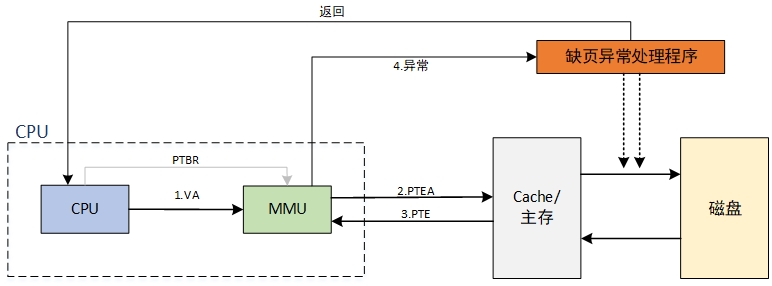 返回
缺页异常处理程序
4.异常
CPU
PTBR
CPU
1.VA
MMU
2.PTEA
3.PTE
Cache/
主存
磁盘